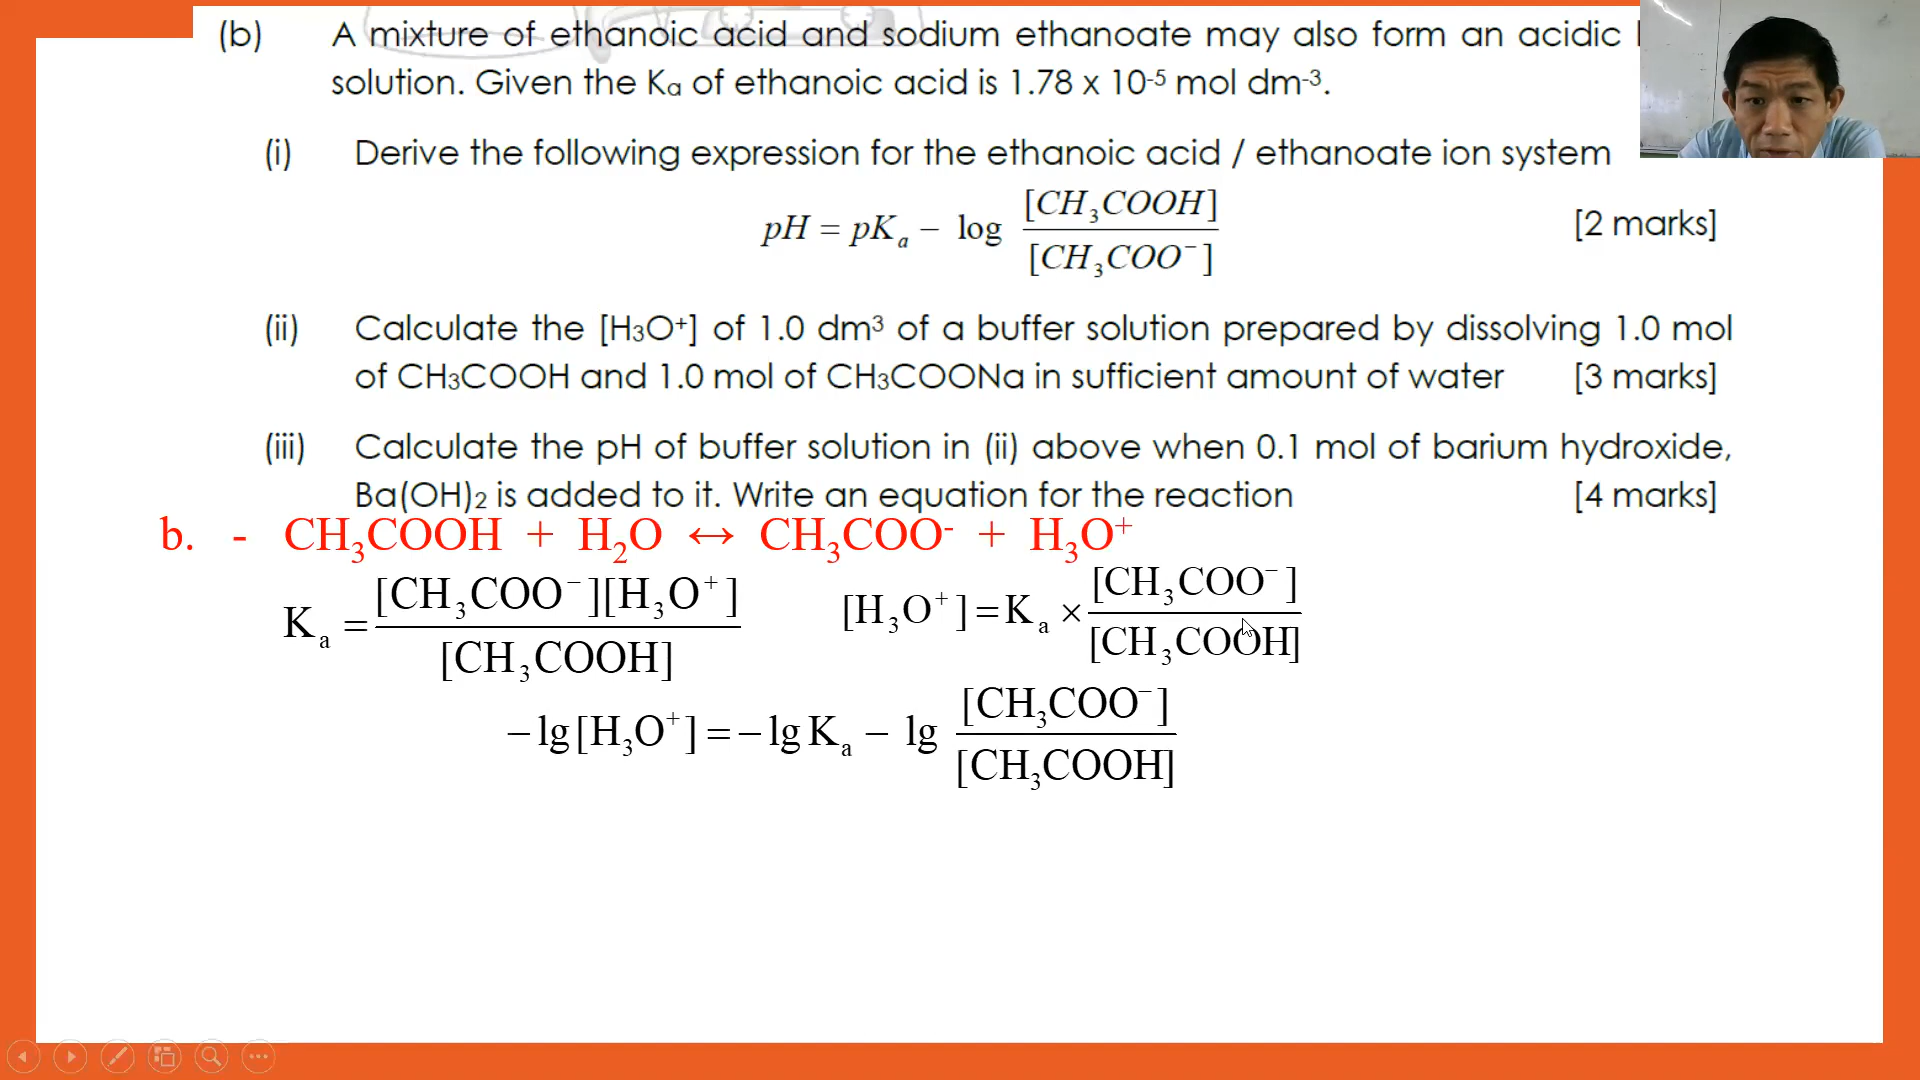 (b) A mixture of ethanoic acid and sodium ethanoate may also form an acidic
solution. Given the Ka of ethanoic acid is 1.78 x 10⁻⁵ mol dm⁻³.
(i) Derive the following expression for the ethanoic acid / ethanoate ion system
pH = pKₐ − log [CH₃COOH] / [CH₃COO⁻] [2 marks]
(ii) Calculate the [H₃O⁺] of 1.0 dm³ of a buffer solution prepared by dissolving 1.0 mol
of CH₃COOH and 1.0 mol of CH₃COONa in sufficient amount of water [3 marks]
(iii) Calculate the pH of buffer solution in (ii) above when 0.1 mol of barium hydroxide,
Ba(OH)₂ is added to it. Write an equation for the reaction [4 marks]
b. - CH₃COOH + H₂O ↔ CH₃COO⁻ + H₃O⁺
Kₐ = [CH₃COO⁻][H₃O⁺] / [CH₃COOH] [H₃O⁺] = Kₐ × [CH₃COO⁻] / [CH₃COOH]
− lg [H₃O⁺] = − lg Kₐ − lg [CH₃COO⁻] / [CH₃COOH]